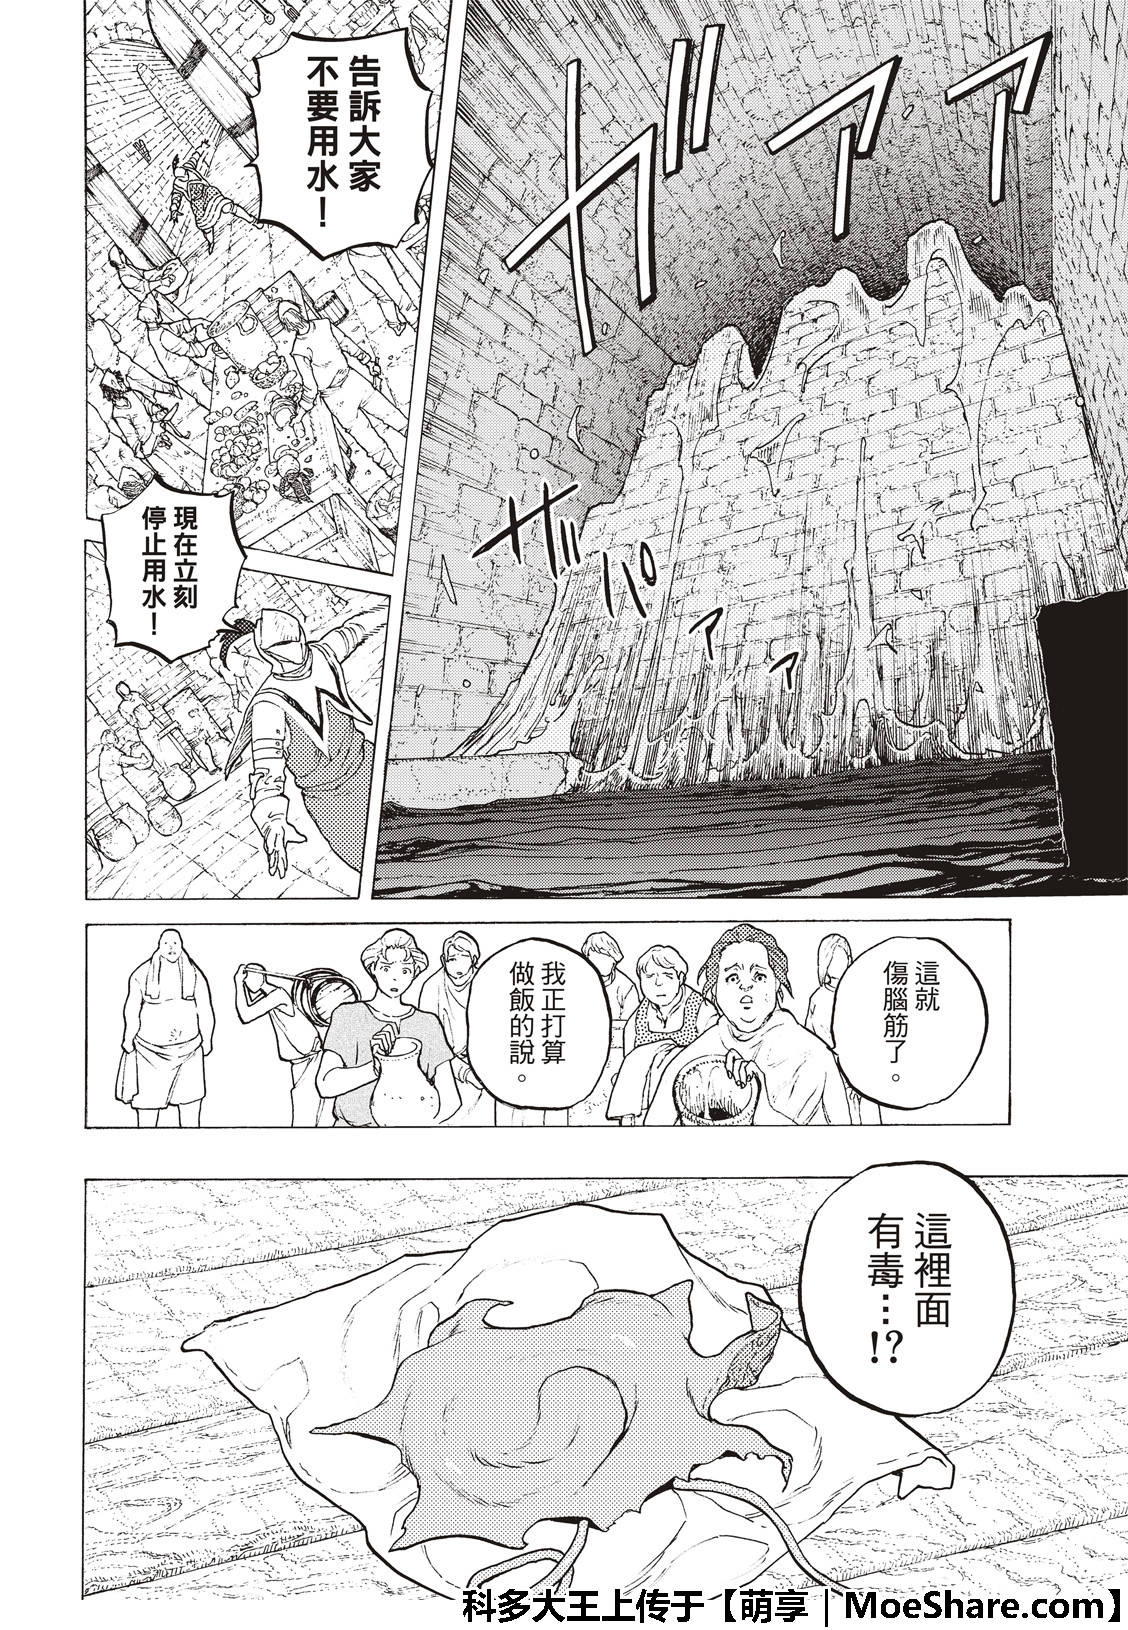 ガ
ァ
ァ
ザ
パ
ァ
ァ
告訴大家
不要用水！
現在立刻
停止用水！
這就
傷腦筋了。
我正打算
做飯的說。
這裡面
有毒…!?
科多大王上传于【萌享｜MoeShare.com】